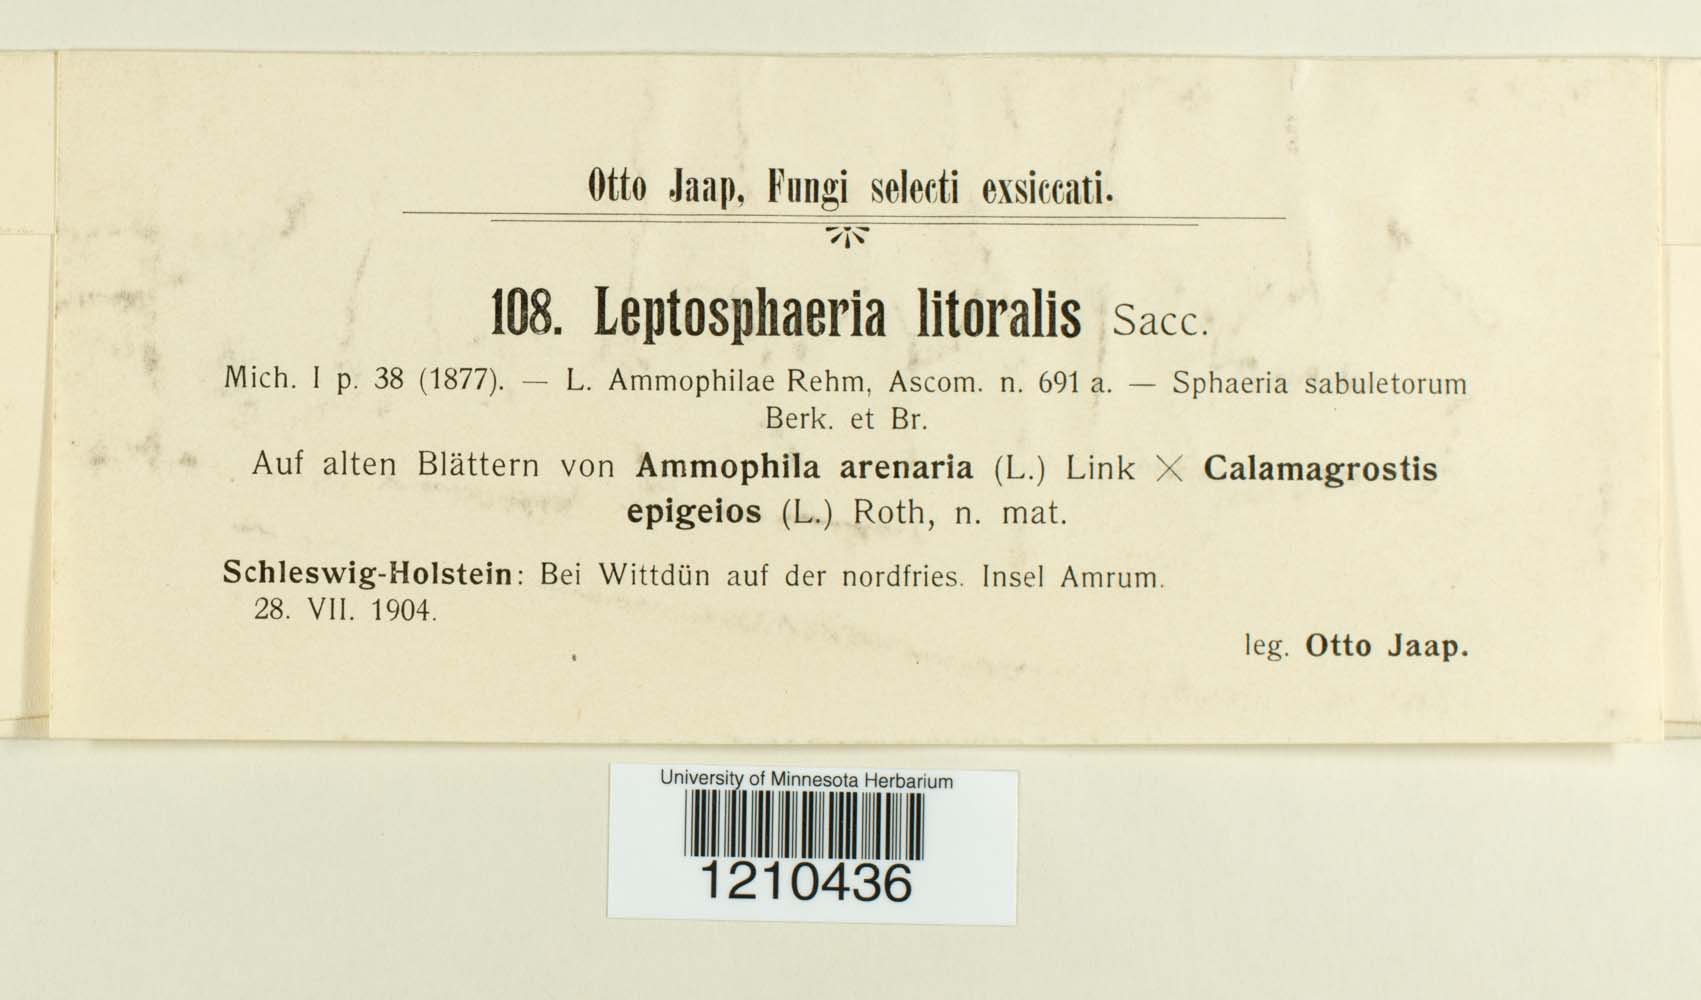 Otto Jaap, Fungi selecti exsiccati.
108. Leptosphaeria litoralis Sacc.
Mich. I p. 38 (1877). — L. Ammophilae Rehm, Ascom. n. 691 a. — Sphaeria sabuletorum
Berk. et Br.
Auf alten Blättern von Ammophila arenaria (L.) Link × Calamagrostis
epigeios (L.) Roth, n. mat.
Schleswig-Holstein: Bei Wittdün auf der nordfries. Insel Amrum.
28. VII. 1904.
leg. Otto Jaap.
University of Minnesota Herbarium
1210436